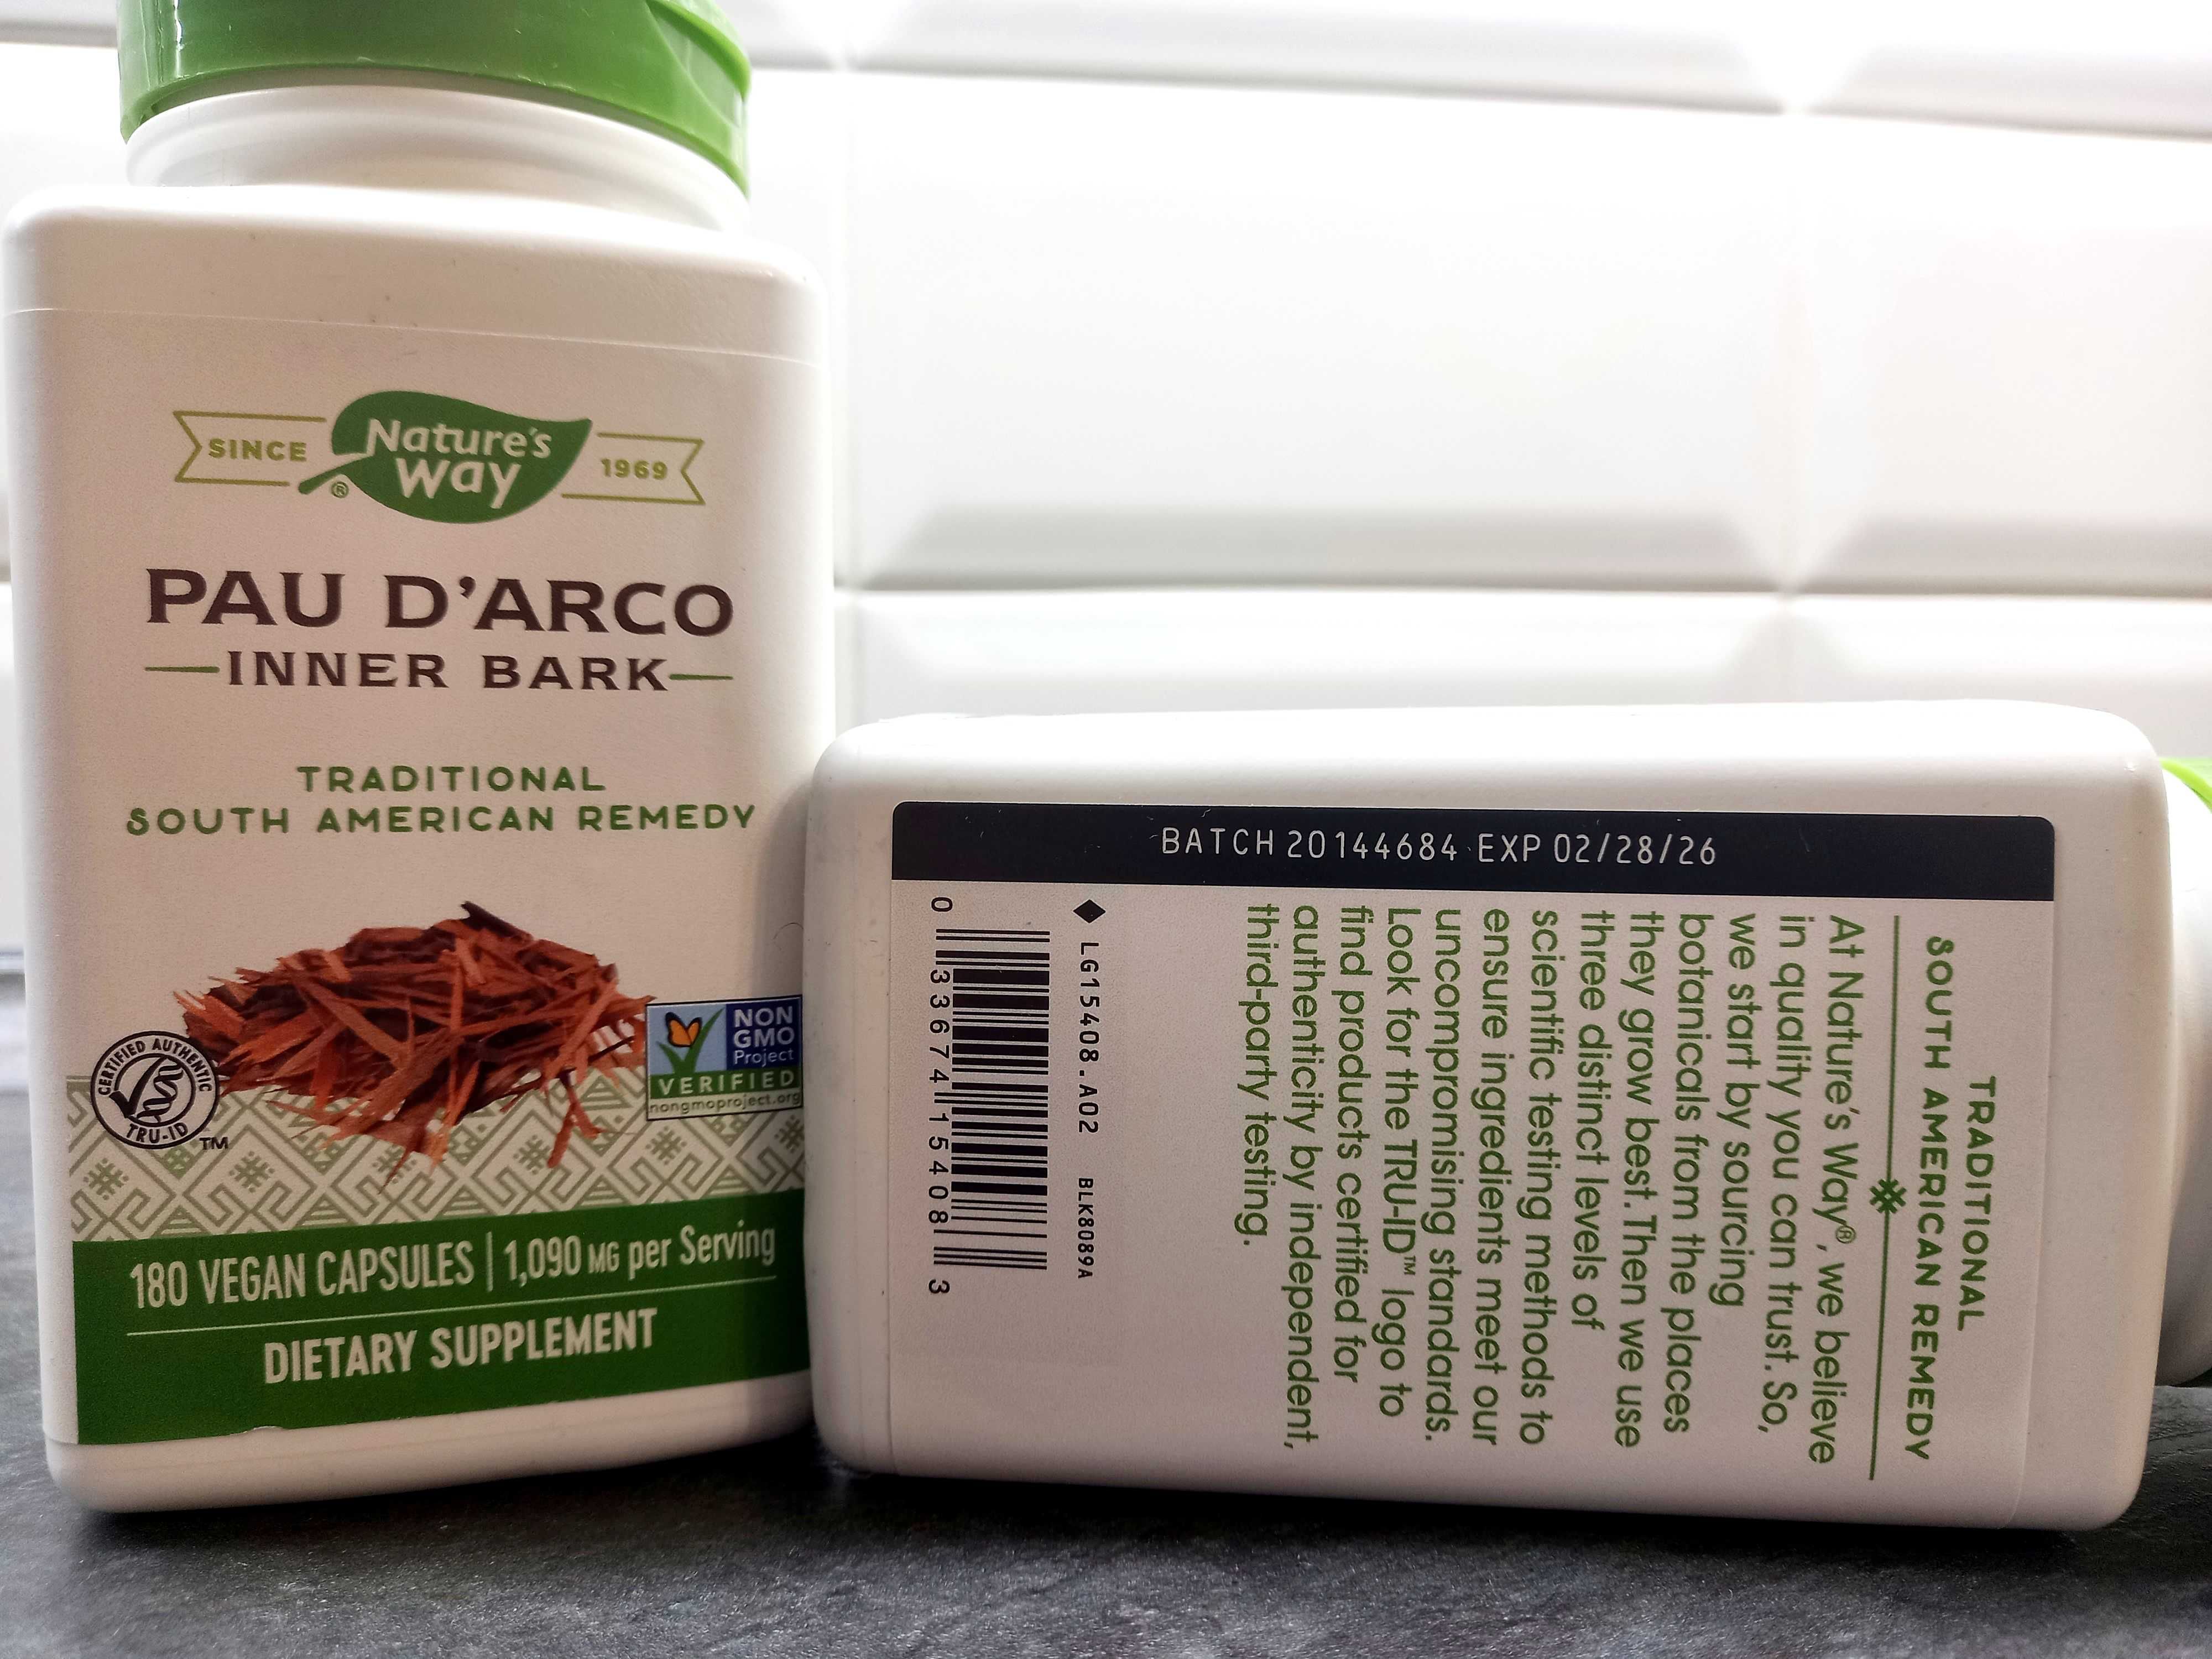 SINCE
Nature's
Way
®
1969
PAU D'ARCO
INNER BARK
TRADITIONAL
SOUTH AMERICAN REMEDY
CERTIFIED AUTHENTIC
TRU-ID
TM
NON
GMO
Project
VERIFIED
nongmoproject.org
180 VEGAN CAPSULES | 1,090 MG per Serving
DIETARY SUPPLEMENT
BATCH 20144684 EXP 02/28/26
TRADITIONAL
SOUTH AMERICAN REMEDY
At Nature's Way®, we believe
in quality you can trust. So,
we start by sourcing
botanicals from the places
they grow best. Then we use
three distinct levels of
scientific testing methods to
ensure ingredients meet our
uncompromising standards.
Look for the TRU-ID™ logo to
find products certified for
authenticity by independent,
third-party testing.
LG15408.A02 BLK8089A
0 33674 15408 3